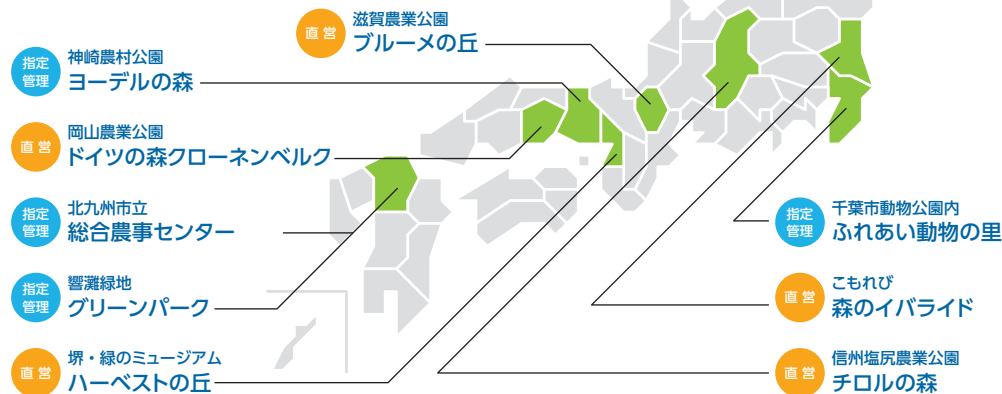 直営
滋賀農業公園
ブルーメの丘
指定
管理
神崎農村公園
ヨーデルの森
直営
岡山農業公園
ドイツの森クローネンベルク
指定
管理
北九州市立
総合農事センター
指定
管理
響灘緑地
グリーンパーク
直営
堺・緑のミュージアム
ハーベストの丘
指定
管理
千葉市動物公園内
ふれあい動物の里
直営
こもれび
森のイバライド
直営
信州塩尻農業公園
チロルの森